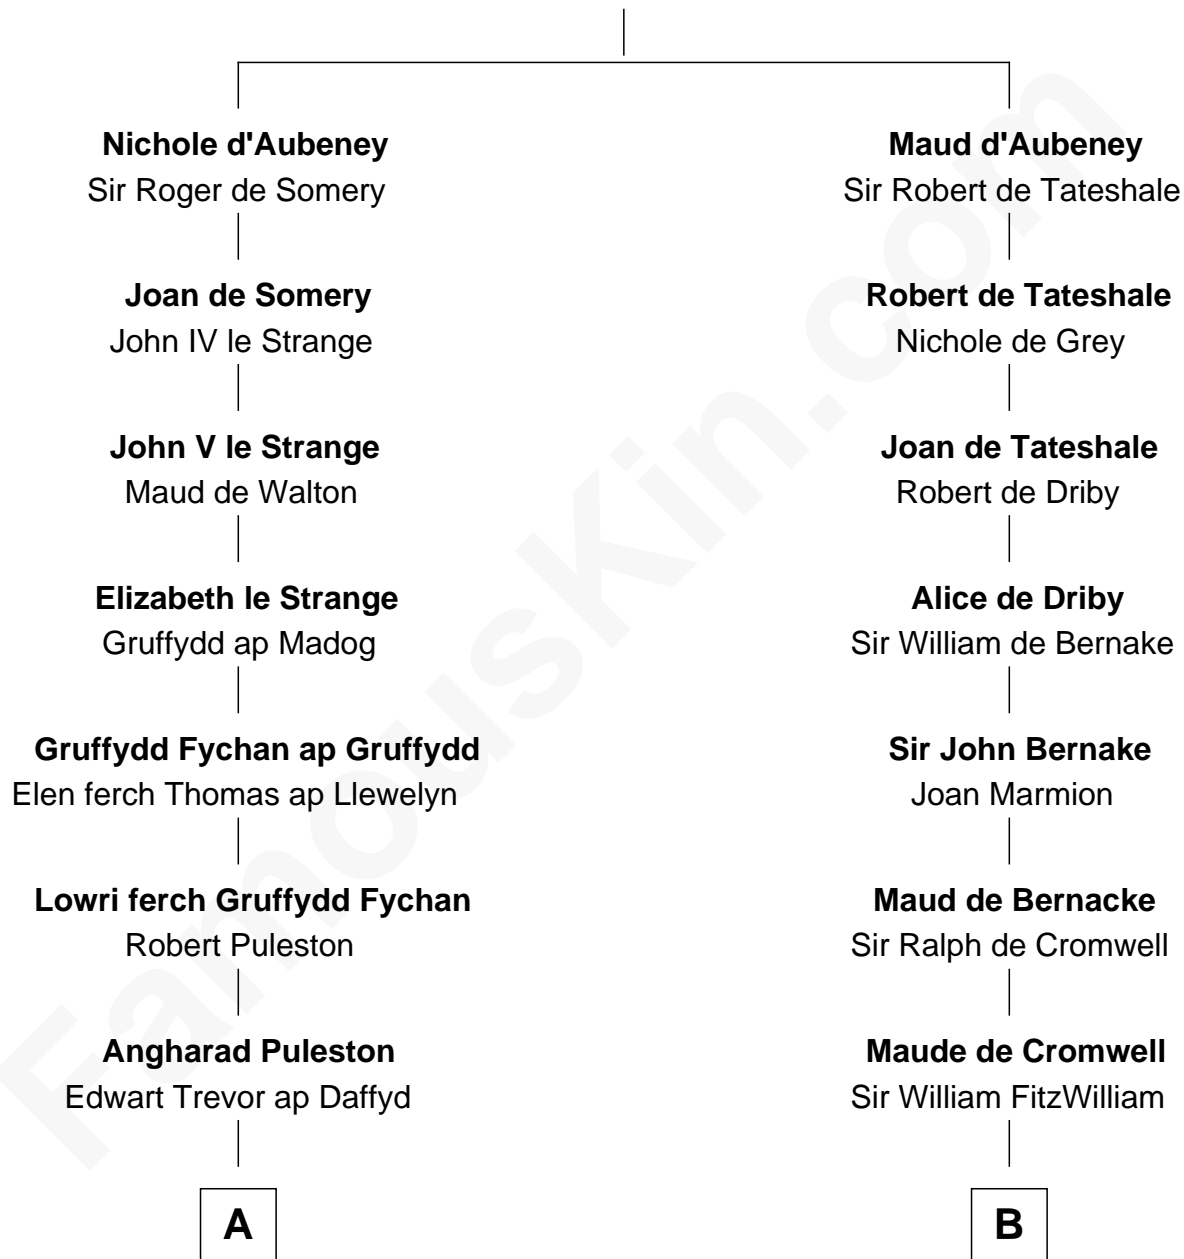 Nichole d'Aubeney
Sir Roger de Somery
Joan de Somery
John IV le Strange
John V le Strange
Maud de Walton
Elizabeth le Strange
Gruffydd ap Madog
Gruffydd Fychan ap Gruffydd
Elen ferch Thomas ap Llewelyn
Lowri ferch Gruffydd Fychan
Robert Puleston
Angharad Puleston
Edwart Trevor ap Daffyd
A
Maud d'Aubeney
Sir Robert de Tateshale
Robert de Tateshale
Nichole de Grey
Joan de Tateshale
Robert de Driby
Alice de Driby
Sir William de Bernake
Sir John Bernake
Joan Marmion
Maud de Bernacke
Sir Ralph de Cromwell
Maude de Cromwell
Sir William FitzWilliam
B
FamousKin.com